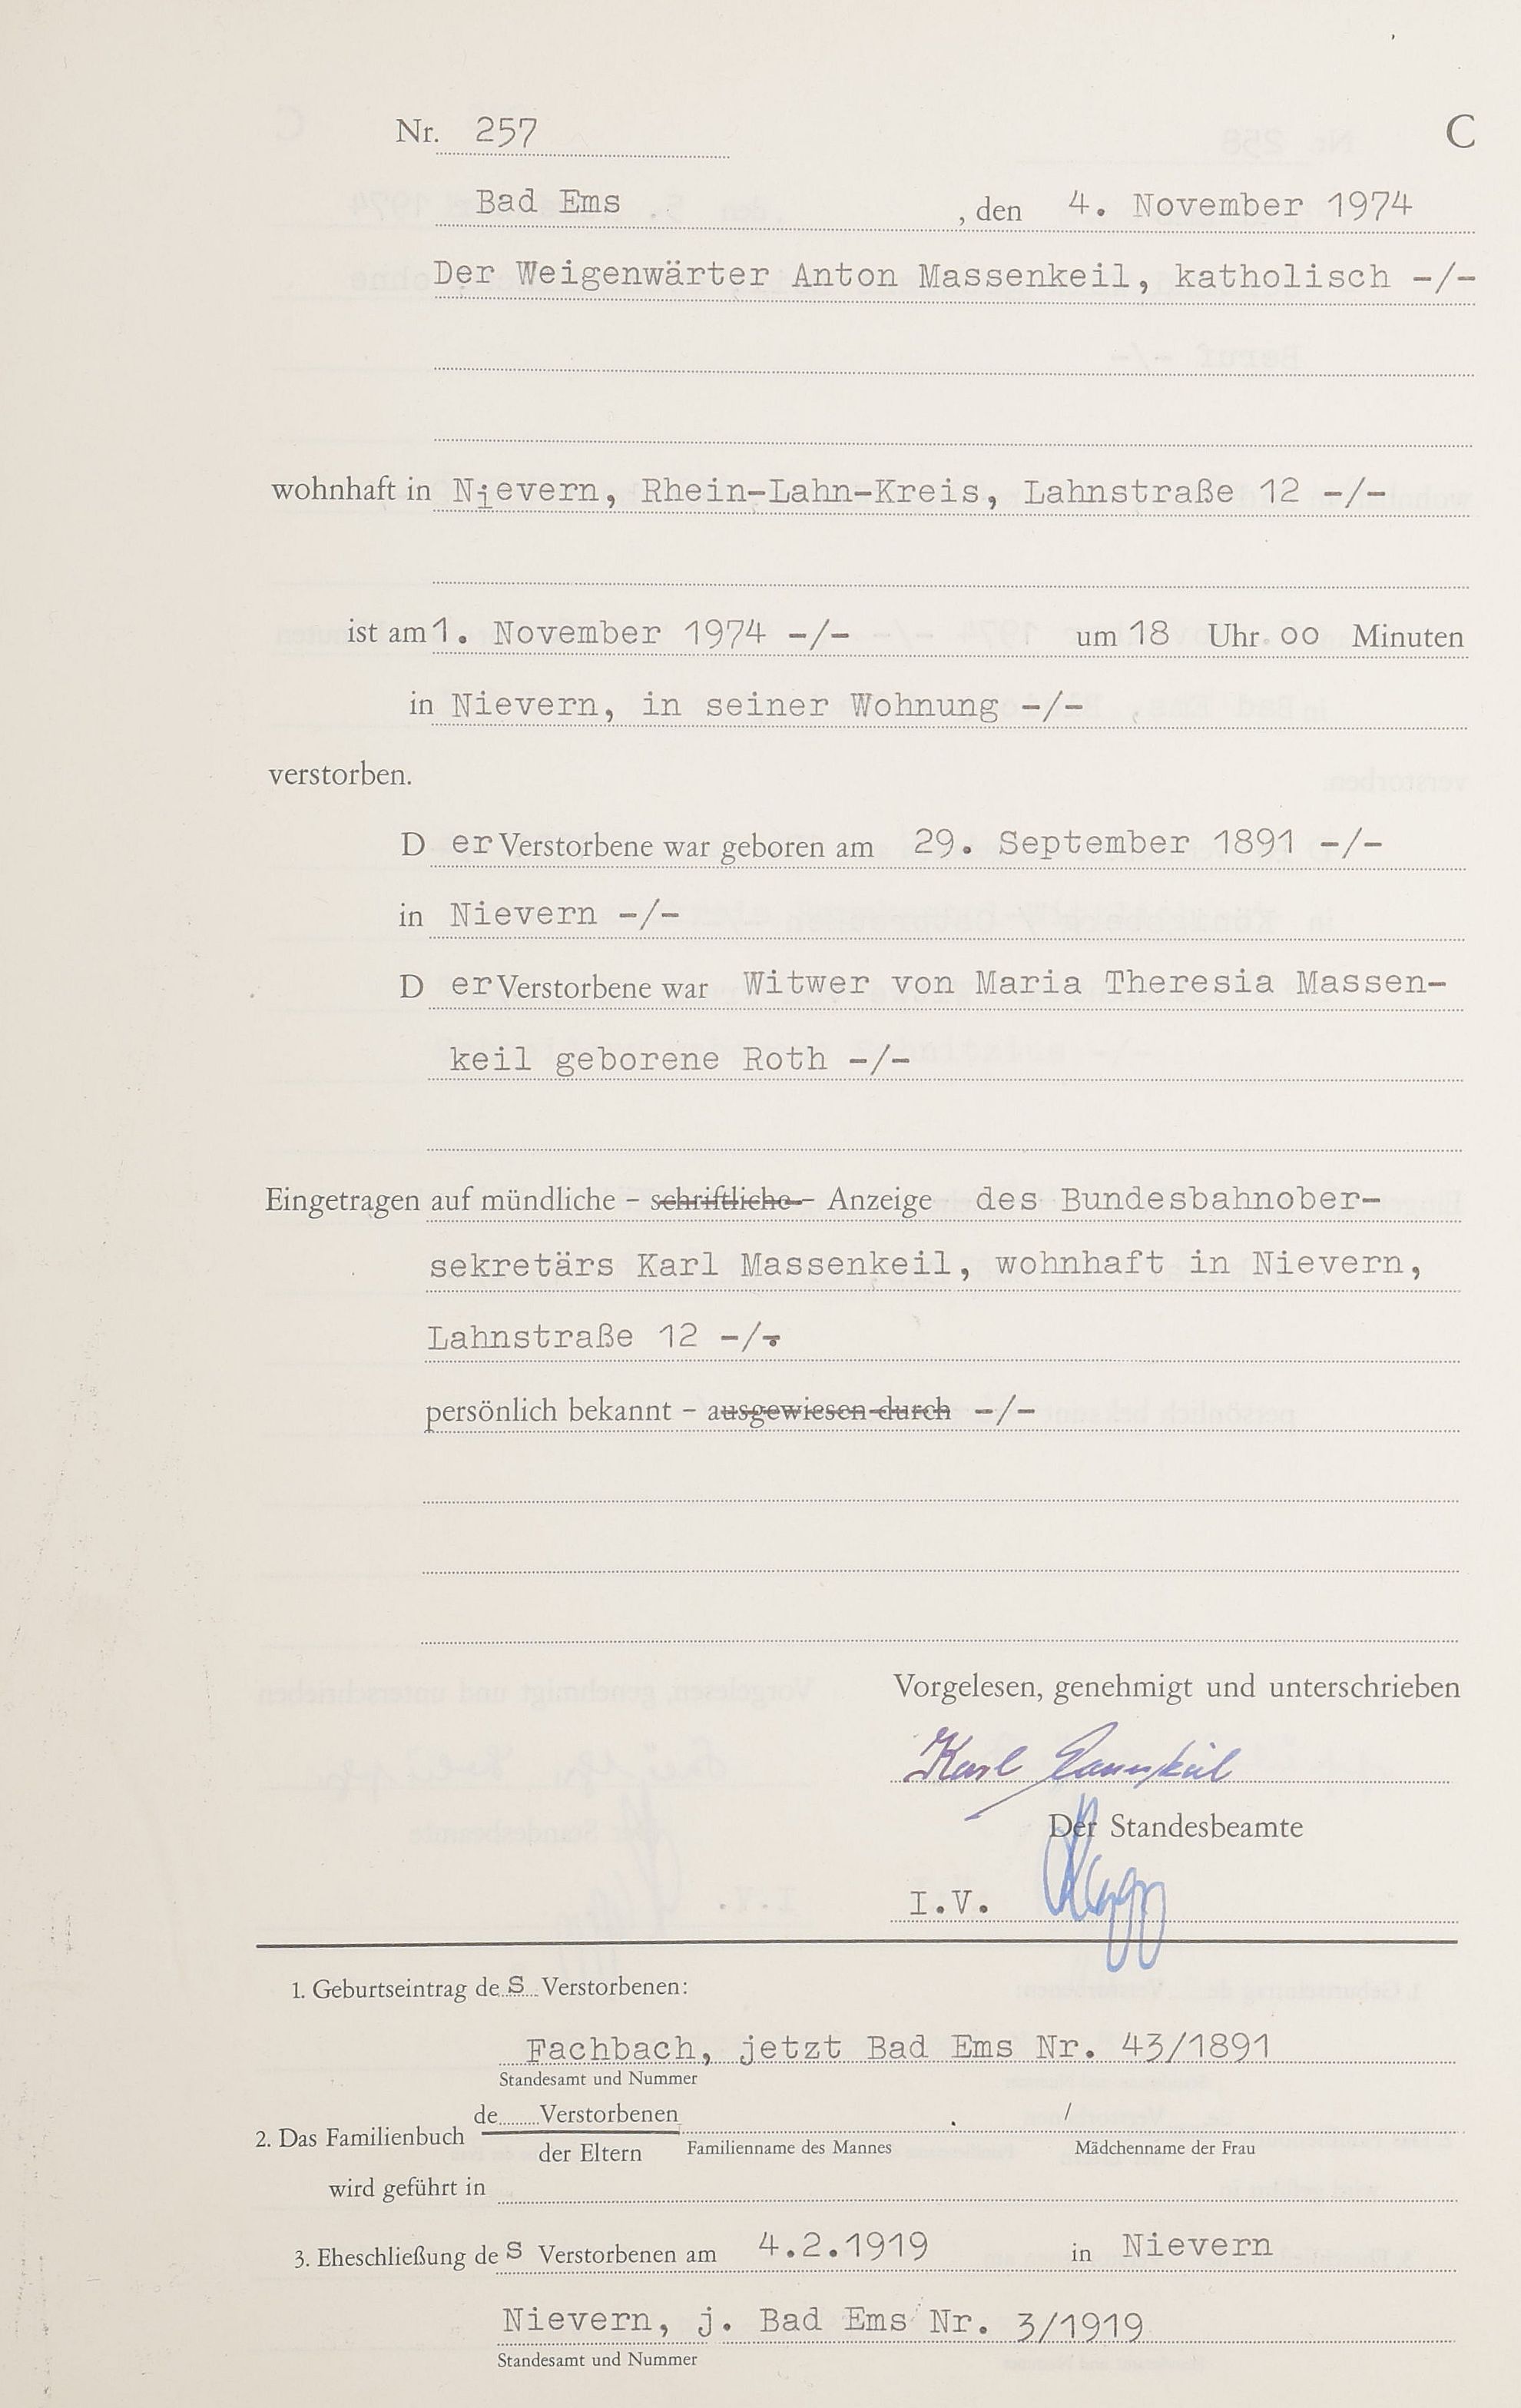 Nr. 257 C
Bad Ems , den 4. November 1974
Der Weigenwärter Anton Massenkeil, katholisch -/-
wohnhaft in Nievern, Rhein-Lahn-Kreis, Lahnstraße 12 -/-
ist am 1. November 1974 -/- um 18 Uhr oo Minuten
in Nievern, in seiner Wohnung -/-
verstorben.
D er Verstorbene war geboren am 29. September 1891 -/-
in Nievern -/-
D er Verstorbene war Witwer von Maria Theresia Massen-
keil geborene Roth -/-
Eingetragen auf mündliche - schriftliche - Anzeige des Bundesbahnober-
sekretärs Karl Massenkeil, wohnhaft in Nievern,
Lahnstraße 12 -/-
persönlich bekannt - ausgewiesen durch -/-
Vorgelesen, genehmigt und unterschrieben
Karl Massenkeil
Der Standesbeamte
I.V.
1. Geburtseintrag de s Verstorbenen:
Fachbach, jetzt Bad Ems Nr. 43/1891
Standesamt und Nummer
de Verstorbenen /
2. Das Familienbuch
der Eltern Familienname des Mannes Mädchenname der Frau
wird geführt in
3. Eheschließung de s Verstorbenen am 4.2.1919 in Nievern
Nievern, j. Bad Ems Nr. 3/1919
Standesamt und Nummer